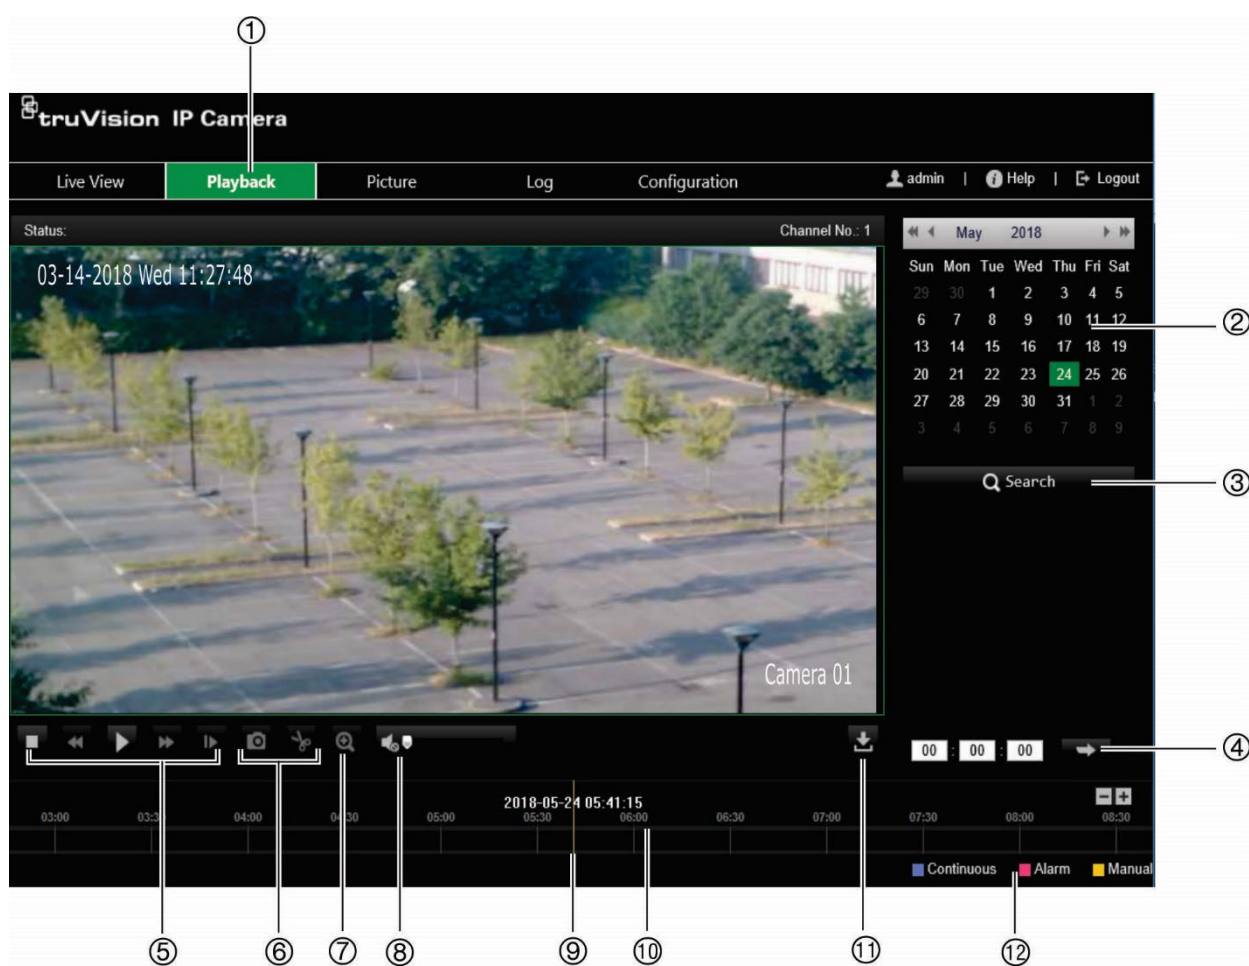 ①
truVision IP Camera
Live View Playback Picture Log Configuration admin | Help | Logout
Status: Channel No.: 1
May 2018
03-14-2018 Wed 11:27:48
Sun Mon Tue Wed Thu Fri Sat
29 30 1 2 3 4 5
6 7 8 9 10 11 12
②
13 14 15 16 17 18 19
20 21 22 23 24 25 26
27 28 29 30 31 1 2
3 4 5 6 7 8 9
Search
③
Camera 01
00 : 00 : 00
④
2018-05-24 05:41:15
03:00 03:3 04:00 04:30 05:00 05:30 06:00 06:30 07:00 07:30 08:00 08:30
Continuous Alarm Manual
⑤ ⑥ ⑦ ⑧ ⑨ ⑩ ⑪ ⑫